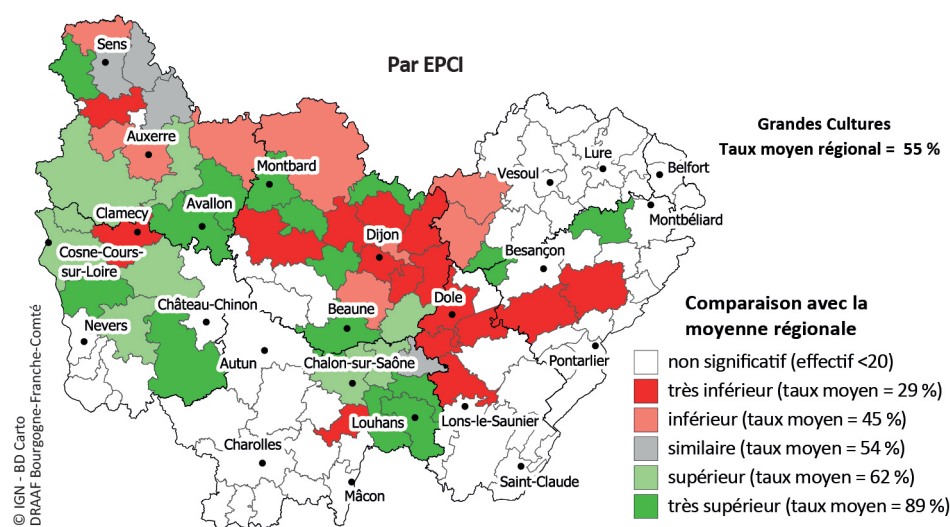 Par EPCI
Grandes Cultures
Taux moyen régional = 55 %
Sens
Auxerre
Montbard
Vesoul
Lure
Belfort
Montbéliard
Avallon
Clamecy
Dijon
Besançon
Cosne-Cours-
sur-Loire
Château-Chinon
Beaune
Dole
Nevers
Autun
Chalon-sur-Saône
Pontarlier
Louhans
Lons-le-Saunier
Charolles
Mâcon
Saint-Claude
Comparaison avec la
moyenne régionale
non significatif (effectif <20)
très inférieur (taux moyen = 29 %)
inférieur (taux moyen = 45 %)
similaire (taux moyen = 54 %)
supérieur (taux moyen = 62 %)
très supérieur (taux moyen = 89 %)
© IGN - BD Carto
DRAAF Bourgogne-Franche-Comté